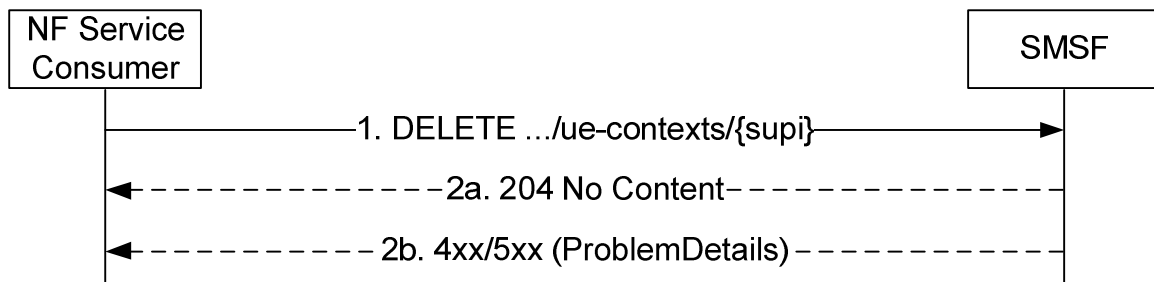 NF Service
Consumer
SMSF
1. DELETE .../ue-contexts/{supi}
2a. 204 No Content
2b. 4xx/5xx (ProblemDetails)